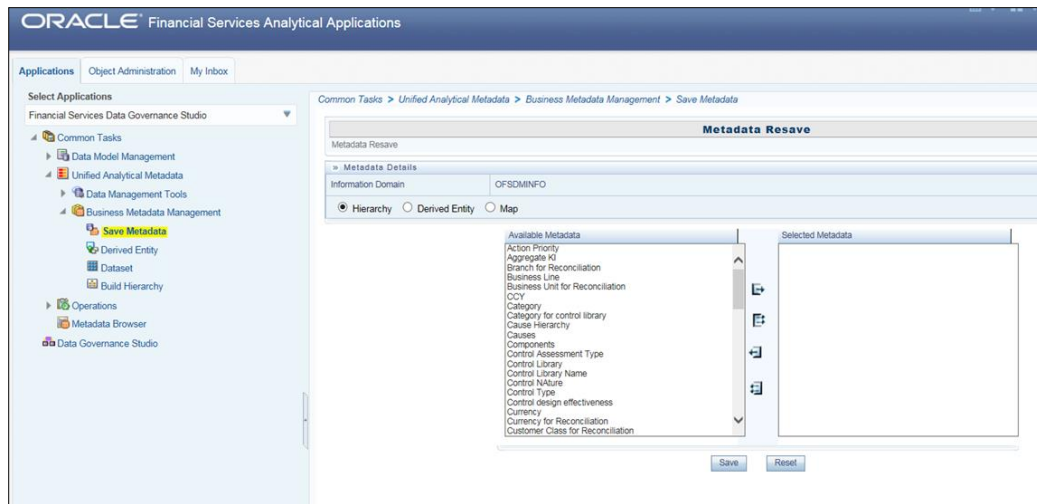 ORACLE Financial Services Analytical Applications
Applications
Object Administration
My Inbox
Select Applications
Financial Services Data Governance Studio
Common Tasks
Data Model Management
Unified Analytical Metadata
Data Management Tools
Business Metadata Management
Save Metadata
Derived Entity
Dataset
Build Hierarchy
Operations
Metadata Browser
Data Governance Studio
Common Tasks > Unified Analytical Metadata > Business Metadata Management > Save Metadata
Metadata Resave
Metadata Resave
» Metadata Details
Information Domain OFSDMINFO
Hierarchy Derived Entity Map
Available Metadata
Action Priority
Aggregate KI
Branch for Reconciliation
Business Line
Business Unit for Reconciliation
CCY
Category
Category for control library
Cause Hierarchy
Causes
Components
Control Assessment Type
Control Library
Control Library Name
Control NAture
Control Type
Control design effectiveness
Currency
Currency for Reconciliation
Customer Class for Reconciliation
Selected Metadata
Save
Reset